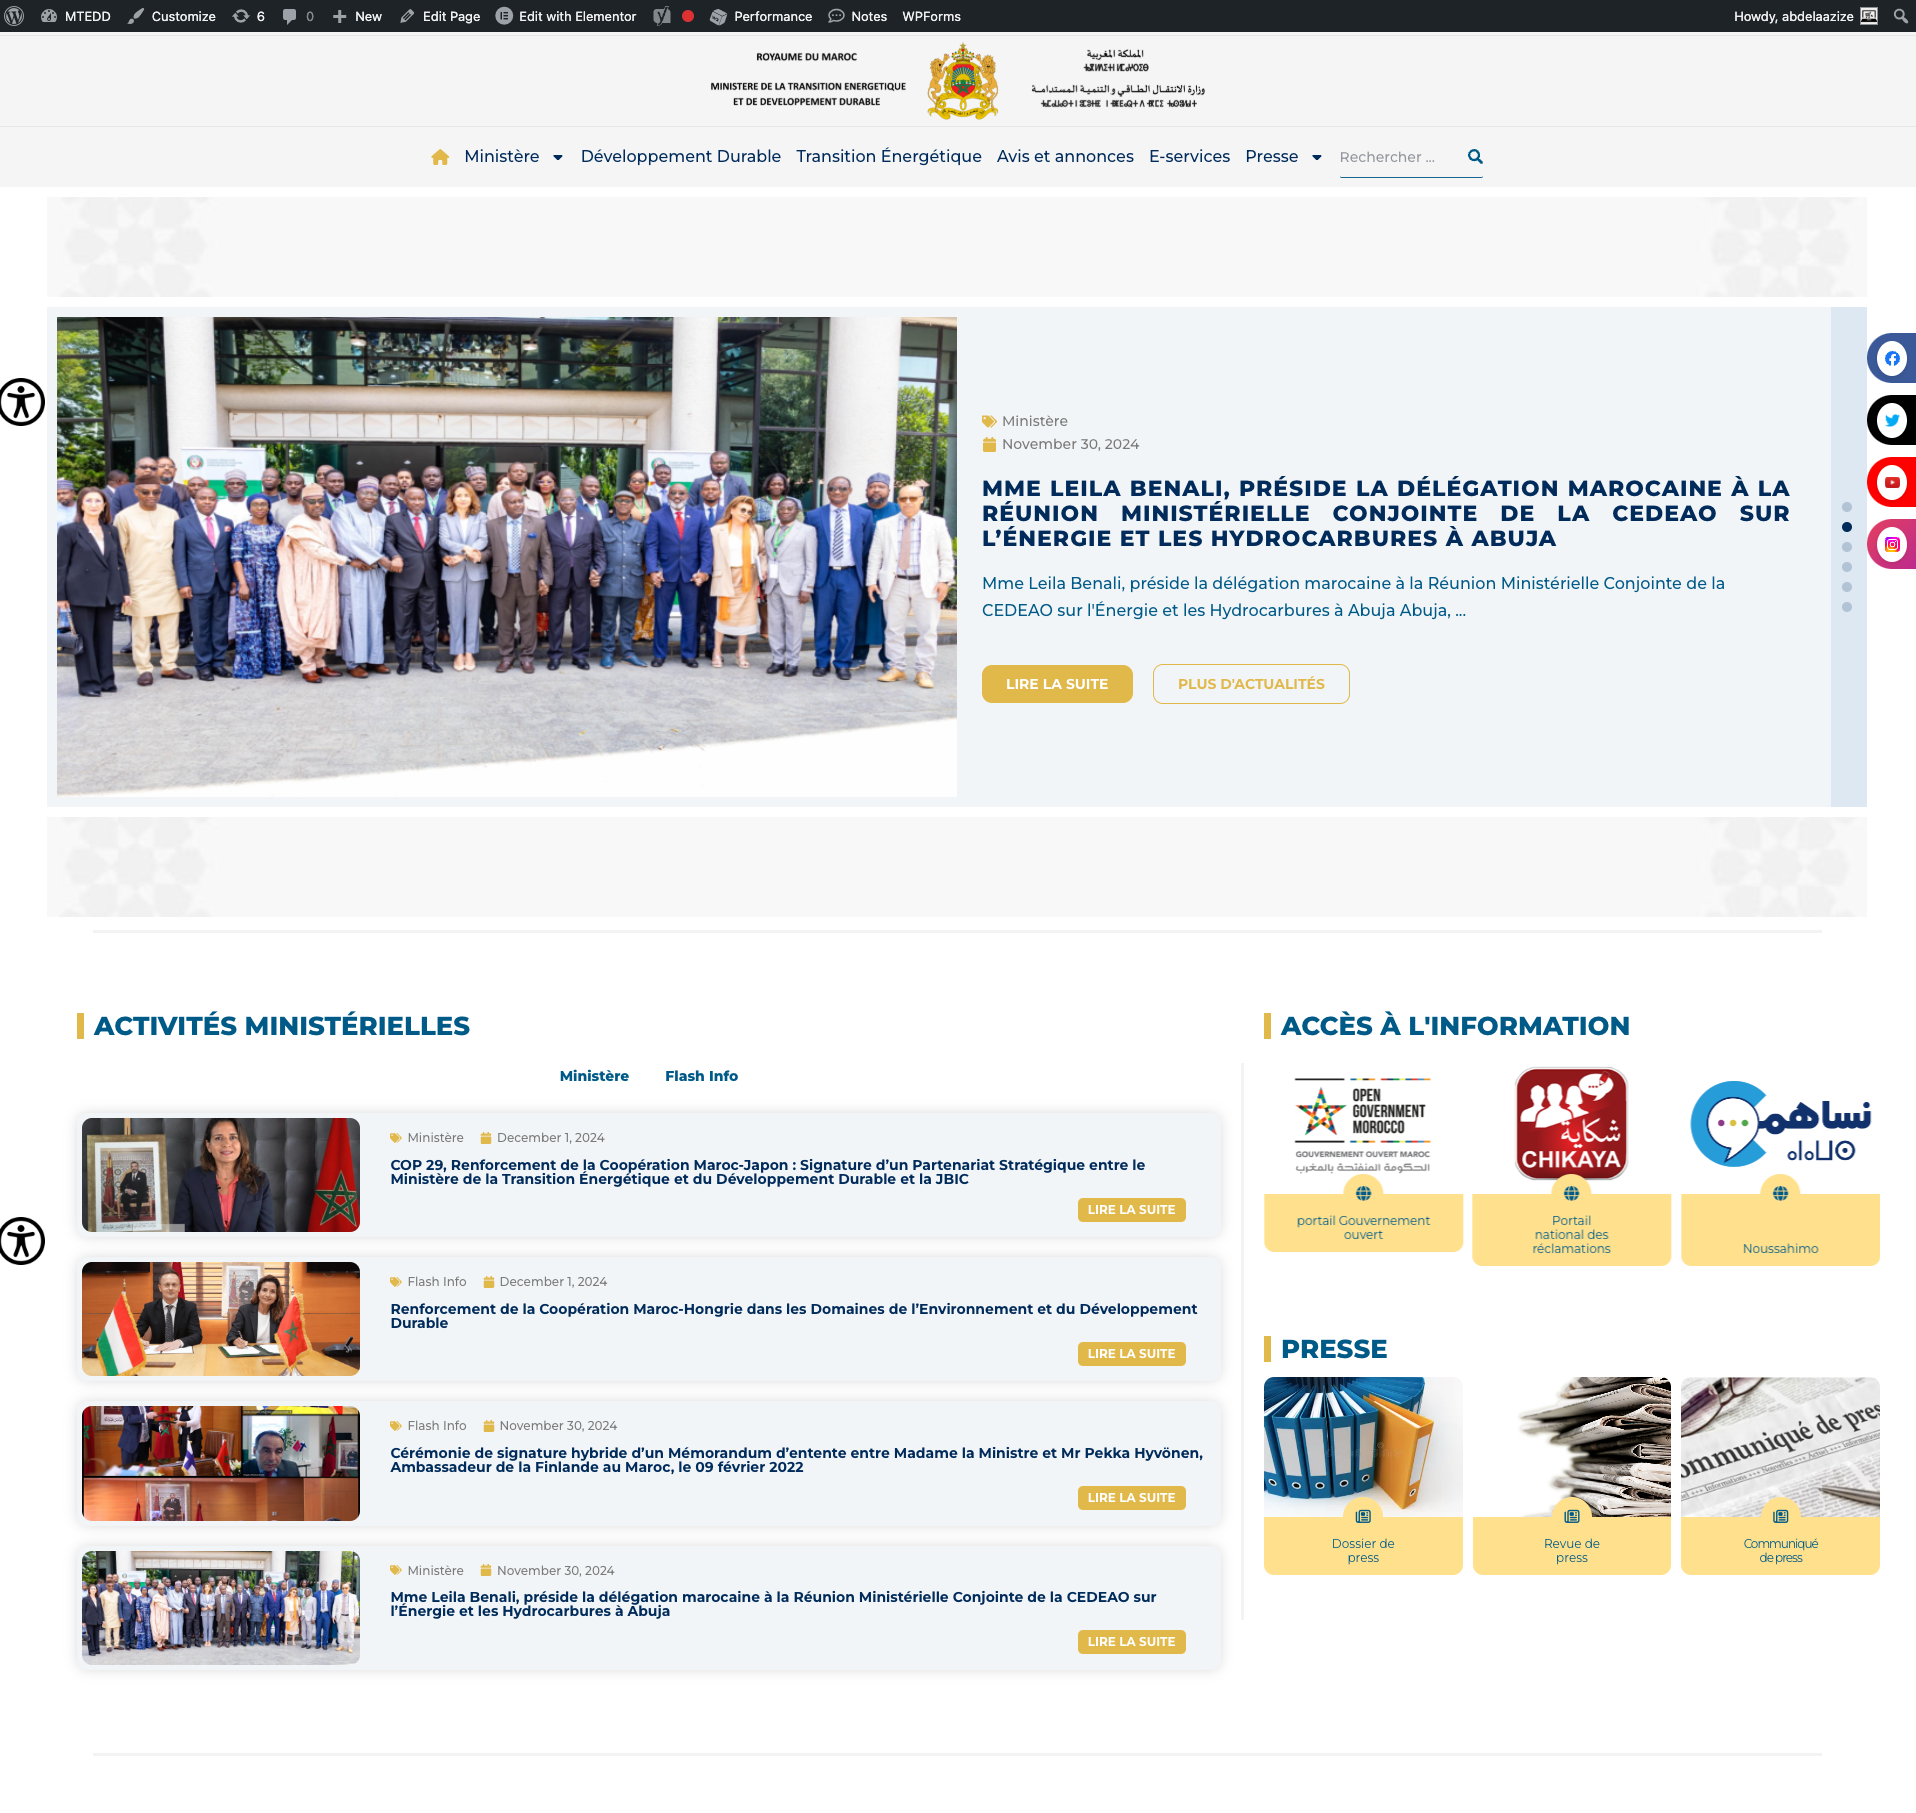 MTEDD Customize 6 0 New Edit Page Edit with Elementor Performance Notes WPForms Howdy, abdelaazize
ROYAUME DU MAROC
MINISTERE DE LA TRANSITION ENERGETIQUE
ET DE DEVELOPPEMENT DURABLE
المملكة المغربية
ⵜⴰⴳⵍⴷⵉⵜ ⵏ ⵍⵎⵖⵔⵉⴱ
وزارة الانتقال الطاقي و التنمية المستدامة
Ministère Développement Durable Transition Énergétique Avis et annonces E-services Presse Rechercher ...
Ministère
November 30, 2024
MME LEILA BENALI, PRÉSIDE LA DÉLÉGATION MAROCAINE À LA
RÉUNION MINISTÉRIELLE CONJOINTE DE LA CEDEAO SUR
L’ÉNERGIE ET LES HYDROCARBURES À ABUJA
Mme Leila Benali, préside la délégation marocaine à la Réunion Ministérielle Conjointe de la
CEDEAO sur l'Énergie et les Hydrocarbures à Abuja Abuja, ...
LIRE LA SUITE PLUS D'ACTUALITÉS
ACTIVITÉS MINISTÉRIELLES
Ministère Flash Info
Ministère December 1, 2024
COP 29, Renforcement de la Coopération Maroc-Japon : Signature d’un Partenariat Stratégique entre le
Ministère de la Transition Énergétique et du Développement Durable et la JBIC
LIRE LA SUITE
Flash Info December 1, 2024
Renforcement de la Coopération Maroc-Hongrie dans les Domaines de l’Environnement et du Développement
Durable
LIRE LA SUITE
Flash Info November 30, 2024
Cérémonie de signature hybride d’un Mémorandum d’entente entre Madame la Ministre et Mr Pekka Hyvönen,
Ambassadeur de la Finlande au Maroc, le 09 février 2022
LIRE LA SUITE
Ministère November 30, 2024
Mme Leila Benali, préside la délégation marocaine à la Réunion Ministérielle Conjointe de la CEDEAO sur
l’Énergie et les Hydrocarbures à Abuja
LIRE LA SUITE
ACCÈS À L'INFORMATION
OPEN
GOVERNMENT
MOROCCO
GOUVERNEMENT OUVERT MAROC
الحكومة المنفتحة بالمغرب
portail Gouvernement
ouvert
شكاية
CHIKAYA
Portail
national des
réclamations
نساهم
Noussahimo
PRESSE
Dossier de
press
Revue de
press
ommuniqué de pres
Communiqué
de press